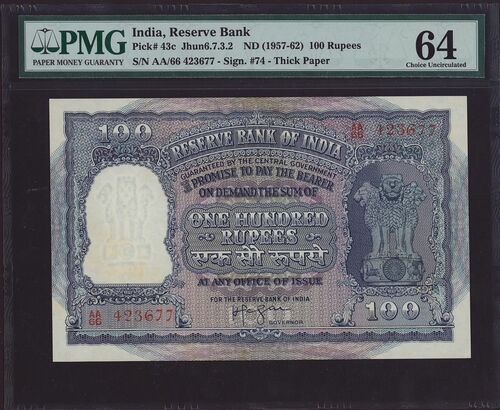 PMG
PAPER MONEY GUARANTY
India, Reserve Bank
Pick# 43c Jhun6.7.3.2 ND (1957-62) 100 Rupees
S/N AA/66 423677 - Sign. #74 - Thick Paper
64
Choice Uncirculated
100
RESERVE BANK OF INDIA
AA/66 423677
GUARANTEED BY THE CENTRAL GOVERNMENT
I PROMISE TO PAY THE BEARER
ON DEMAND THE SUM OF
ONE HUNDRED
RUPEES
एक सौ रुपये
AT ANY OFFICE OF ISSUE
FOR THE RESERVE BANK OF INDIA
AA/66 423677
GOVERNOR
100